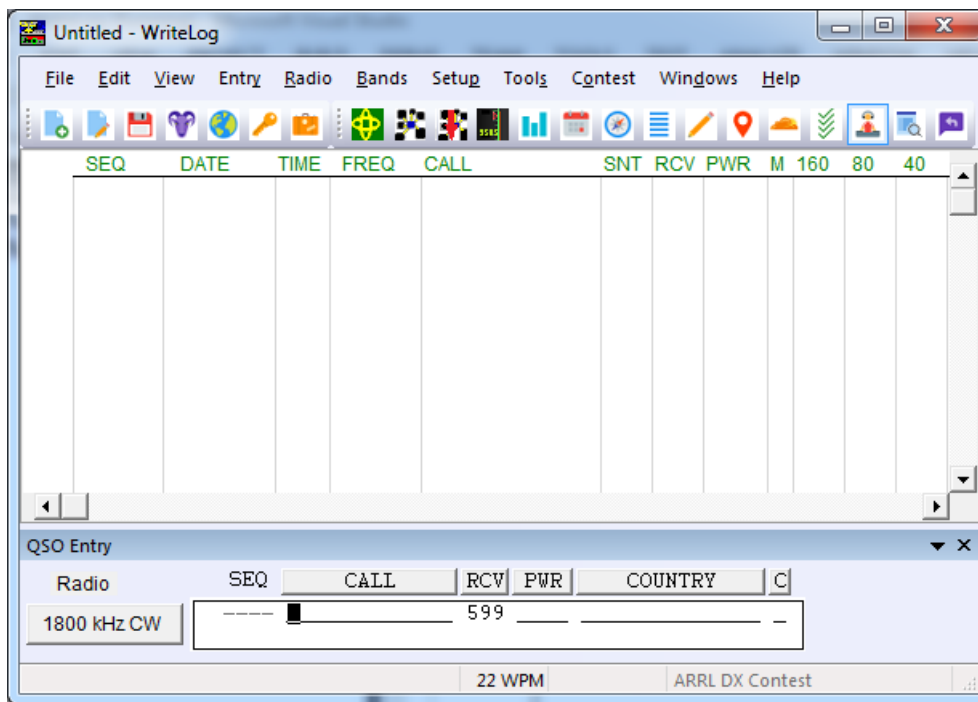 Untitled - WriteLog
File Edit View Entry Radio Bands Setup Tools Contest Windows Help
SEQ DATE TIME FREQ CALL SNT RCV PWR M 160 80 40
QSO Entry
Radio SEQ CALL RCV PWR COUNTRY C
1800 kHz CW ---- 599
22 WPM ARRL DX Contest